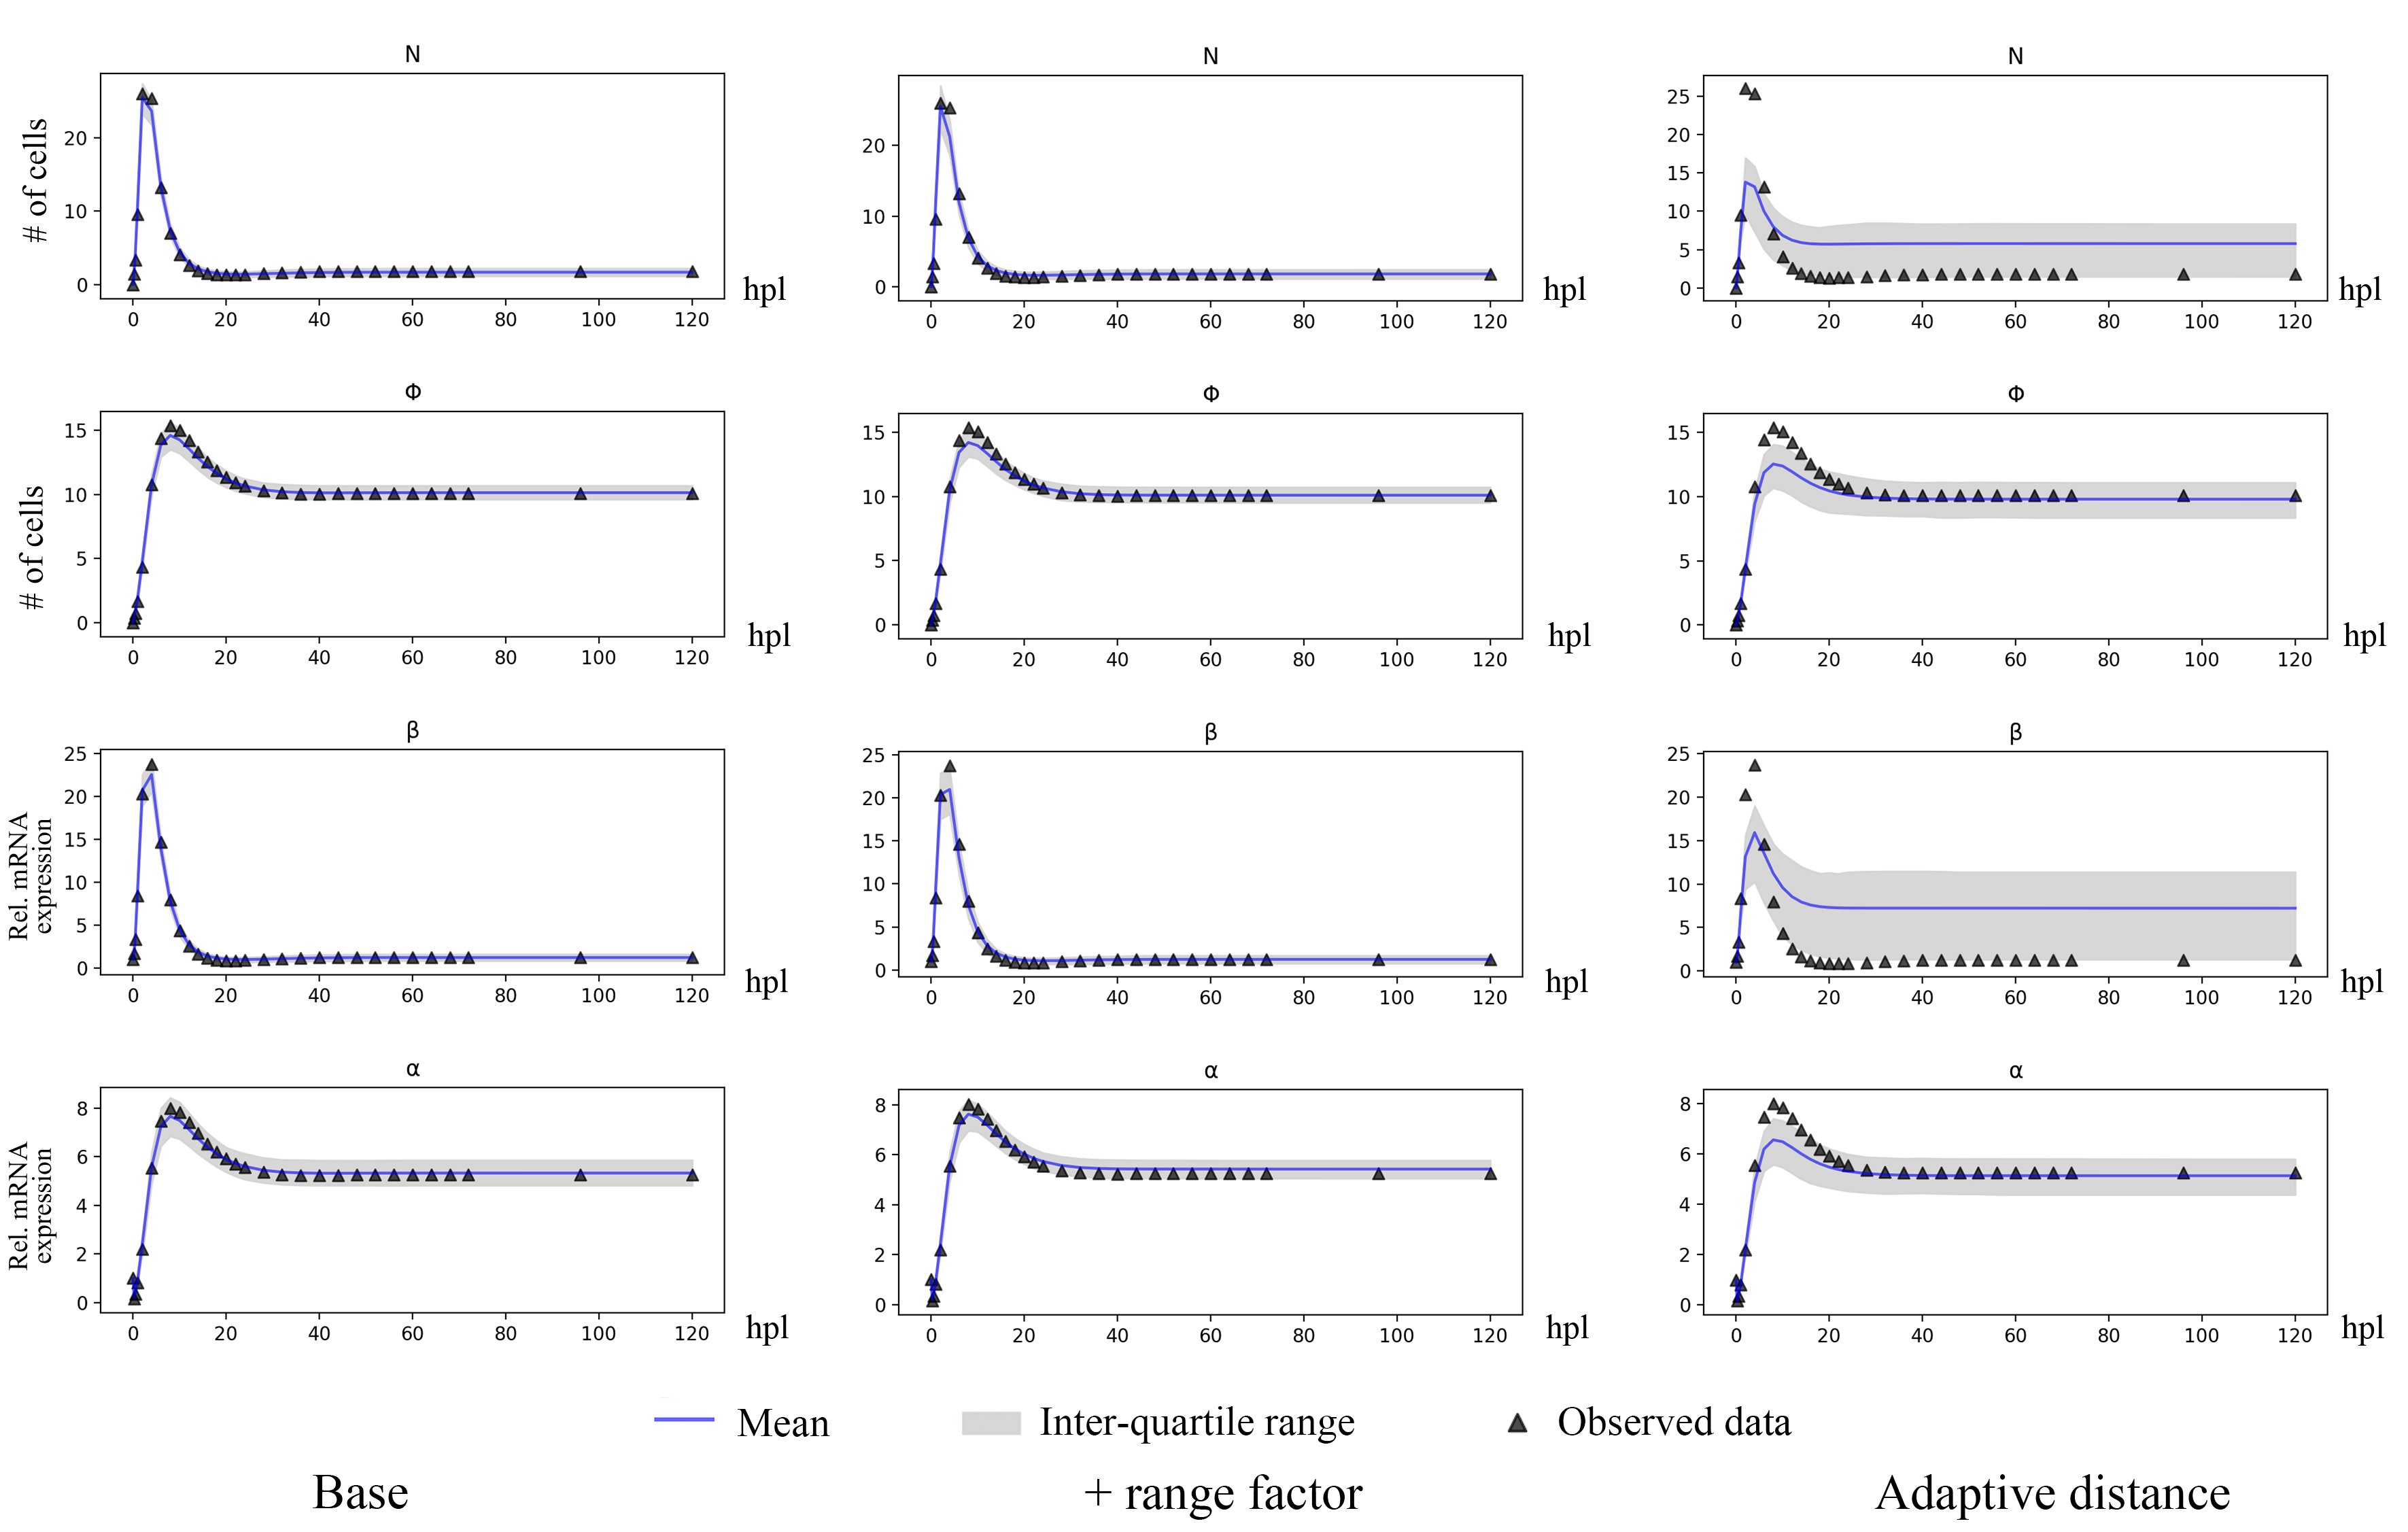 N
N
N
# of cells
20
10
0
0 20 40 60 80 100 120
hpl
20
10
0
0 20 40 60 80 100 120
hpl
25
20
15
10
5
0
0 20 40 60 80 100 120
hpl
Φ
Φ
Φ
# of cells
15
10
5
0
0 20 40 60 80 100 120
hpl
15
10
5
0
0 20 40 60 80 100 120
hpl
15
10
5
0
0 20 40 60 80 100 120
hpl
β
β
β
Rel. mRNA
expression
25
20
15
10
5
0
0 20 40 60 80 100 120
hpl
25
20
15
10
5
0
0 20 40 60 80 100 120
hpl
25
20
15
10
5
0
0 20 40 60 80 100 120
hpl
α
α
α
Rel. mRNA
expression
8
6
4
2
0
0 20 40 60 80 100 120
hpl
8
6
4
2
0
0 20 40 60 80 100 120
hpl
8
6
4
2
0
0 20 40 60 80 100 120
hpl
Mean
Inter-quartile range
Observed data
Base
+ range factor
Adaptive distance